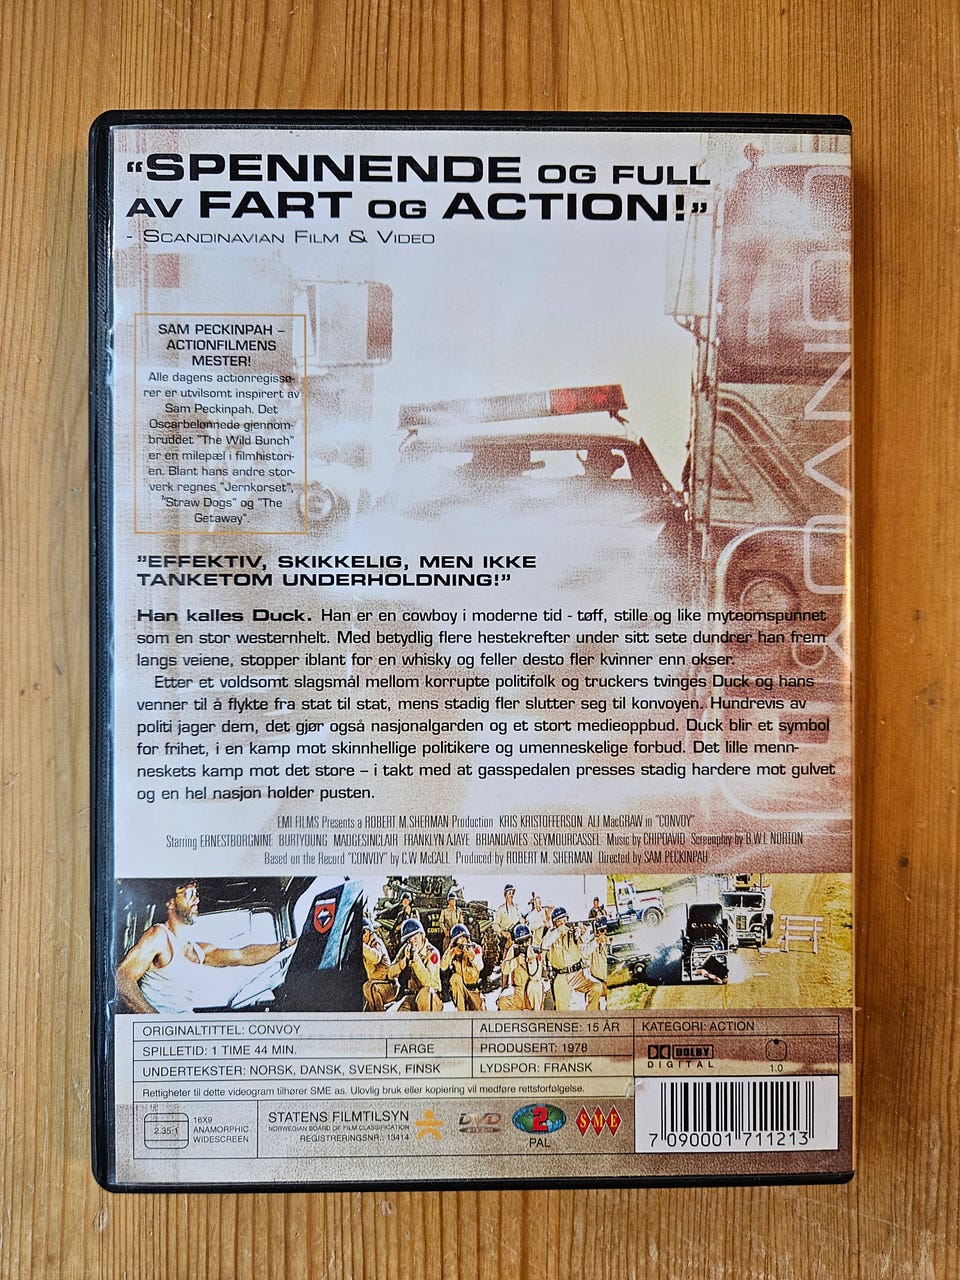 “SPENNENDE OG FULL
AV FART OG ACTION!”
- SCANDINAVIAN FILM & VIDEO
SAM PECKINPAH –
ACTIONFILMENS
MESTER!
Alle dagens actionregissø-
rer er utvilsomt inspirert av
Sam Peckinpah. Det
Oscarbelønnede gjennom-
bruddet "The Wild Bunch"
er en milepæl i filmhistori-
en. Blant hans andre stor-
verk regnes "Jernkorset",
"Straw Dogs" og "The
Getaway".
CONVOY
”EFFEKTIV, SKIKKELIG, MEN IKKE
TANKETOM UNDERHOLDNING!”
Han kalles Duck. Han er en cowboy i moderne tid - tøff, stille og like myteomspunnet
som en stor westernhelt. Med betydlig flere hestekrefter under sitt sete dundrer han frem
langs veiene, stopper iblant for en whisky og feller desto fler kvinner enn okser.
Etter et voldsomt slagsmål mellom korrupte politifolk og truckers tvinges Duck og hans
venner til å flykte fra stat til stat, mens stadig fler slutter seg til konvoyen. Hundrevis av
politi jager dem, det gjør også nasjonalgarden og et stort medieoppbud. Duck blir et symbol
for frihet, i en kamp mot skinnhellige politikere og umenneskelige forbud. Det lille menn-
neskets kamp mot det store – i takt med at gasspedalen presses stadig hardere mot gulvet
og en hel nasjon holder pusten.
EMI FILMS Presents a ROBERT M.SHERMAN Production KRIS KRISTOFFERSON ALI MacGRAW in "CONVOY"
Starring ERNESTBORGNINE BURTYOUNG MADGESINCLAIR FRANKLYN AJAYE BRIANDAVIES SEYMOURCASSEL Music by CHIPDAVID Screenplay by B.W.L NORTON
Based on the Record "CONVOY" by C.W McCALL Produced by ROBERT M. SHERMAN Directed by SAM PECKINPAH
ORIGINALTITTEL: CONVOY
ALDERSGRENSE: 15 ÅR
KATEGORI: ACTION
SPILLETID: 1 TIME 44 MIN.
FARGE
PRODUSERT: 1978
UNDERTEKSTER: NORSK, DANSK, SVENSK, FINSK
LYDSPOR: FRANSK
DOLBY
DIGITAL
1.0
Rettigheter til dette videogram tilhører SME as. Ulovlig bruk eller kopiering vil medføre rettsforfølgelse.
2.35:1
16X9
ANAMORPHIC
WIDESCREEN
STATENS FILMTILSYN
NORWEGIAN BOARD OF FILM CLASSIFICATION
REGISTRERINGSNR.: 13414
DVD
VIDEO
2
PAL
SME
7 090001 711213